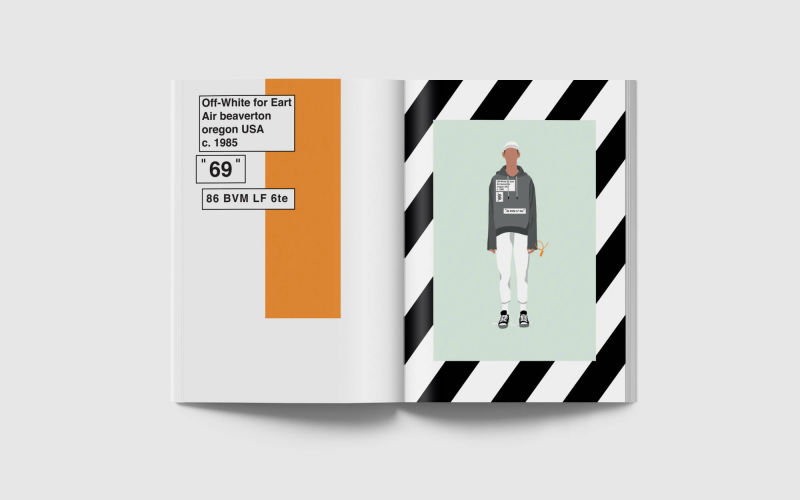 Off-White for Eart
Air beaverton
oregon USA
c. 1985
"69"
86 BVM LF 6te